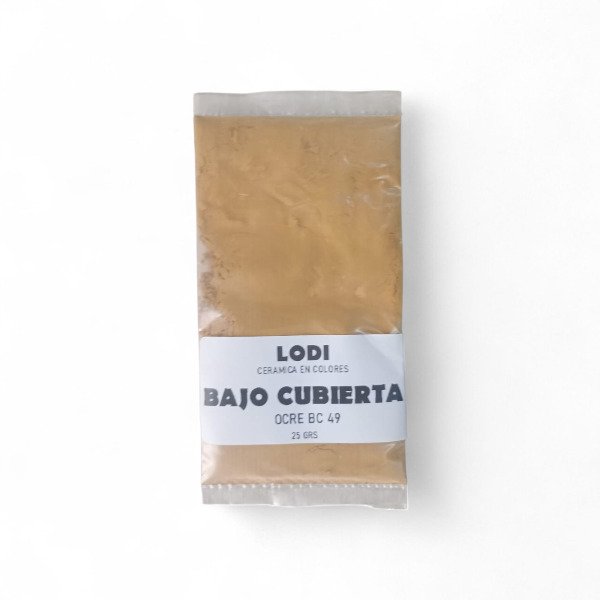 LODI
CERAMICA EN COLORES
BAJO CUBIERTA
OCRE BC 49
25 GRS